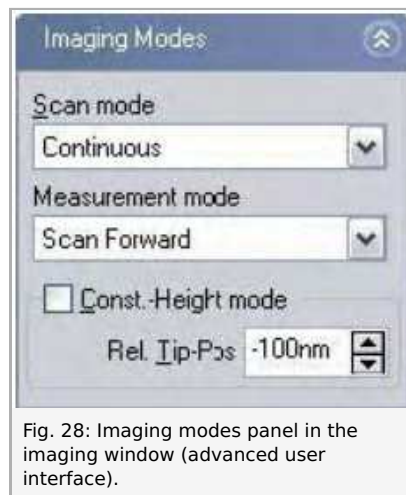 Imaging Modes
Scan mode
Continuous
Measurement mode
Scan Forward
Const.-Height mode
Rel. Tip-Pos -100nm
Fig. 28: Imaging modes panel in the
imaging window (advanced user
interface).